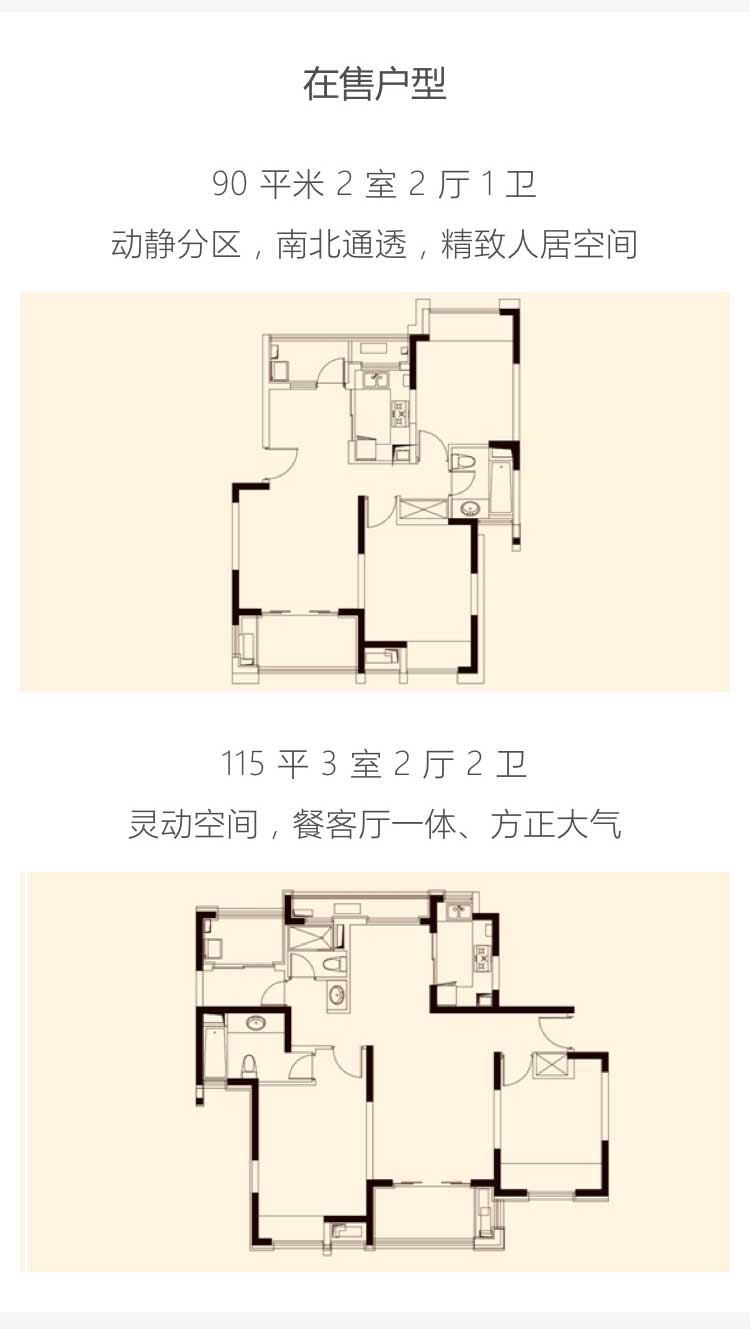 在售户型
90 平米 2 室 2 厅 1 卫
动静分区，南北通透，精致人居空间
115 平 3 室 2 厅 2 卫
灵动空间，餐客厅一体、方正大气